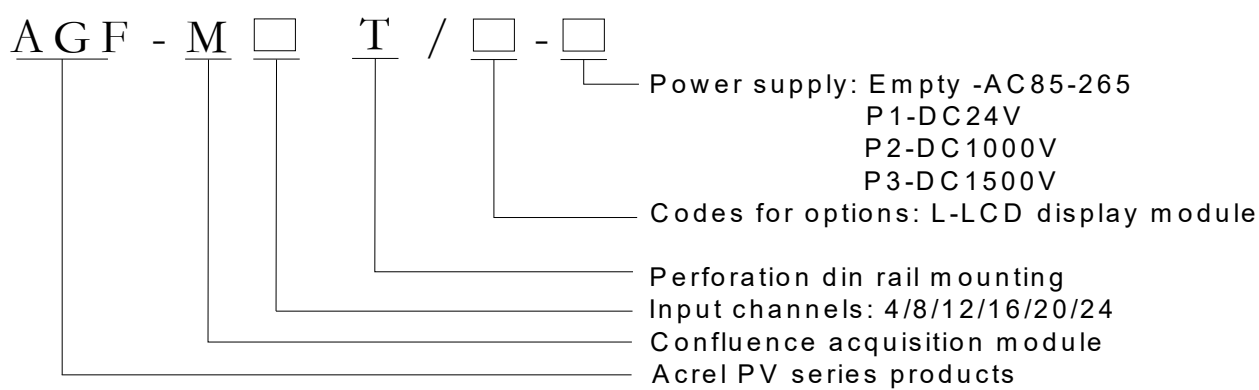 AGF - M □ T / □ - □
Power supply: Empty -AC85-265
P1-DC24V
P2-DC1000V
P3-DC1500V
Codes for options: L-LCD display module
Perforation din rail mounting
Input channels: 4/8/12/16/20/24
Confluence acquisition module
Acrel PV series products